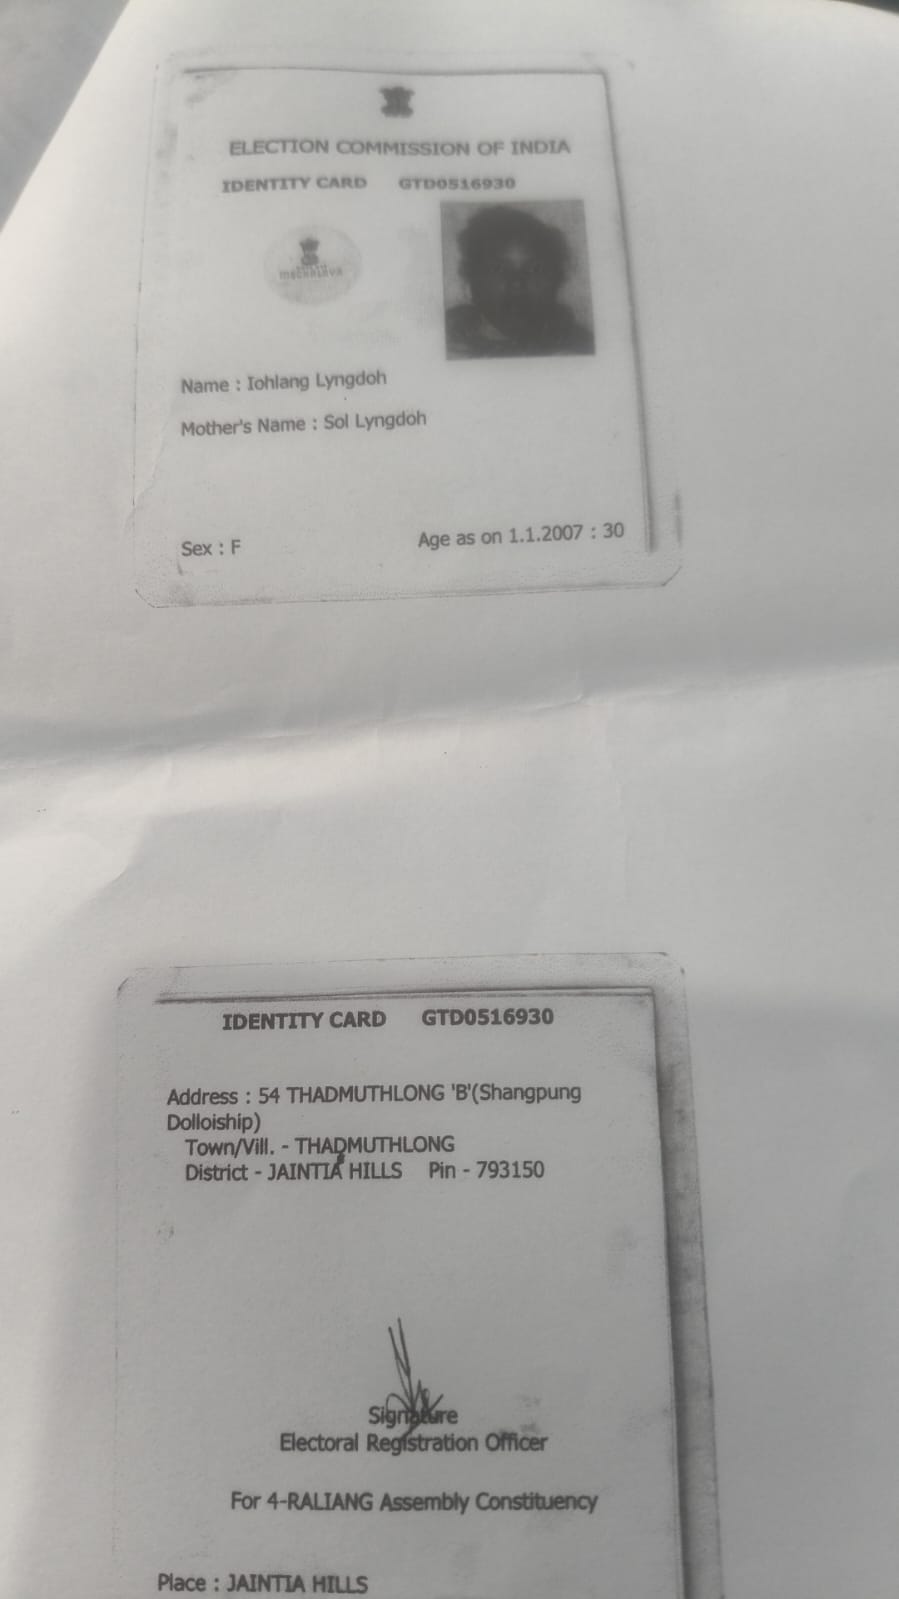 ELECTION COMMISSION OF INDIA
IDENTITY CARD GTD0516930
MEGHALAYA
Name : Iohlang Lyngdoh
Mother's Name : Sol Lyngdoh
Sex : F Age as on 1.1.2007 : 30
IDENTITY CARD GTD0516930
Address : 54 THADMUTHLONG 'B'(Shangpung
Dolloiship)
Town/Vill. - THADMUTHLONG
District - JAINTIA HILLS Pin - 793150
Signature
Electoral Registration Officer
For 4-RALIANG Assembly Constituency
Place : JAINTIA HILLS